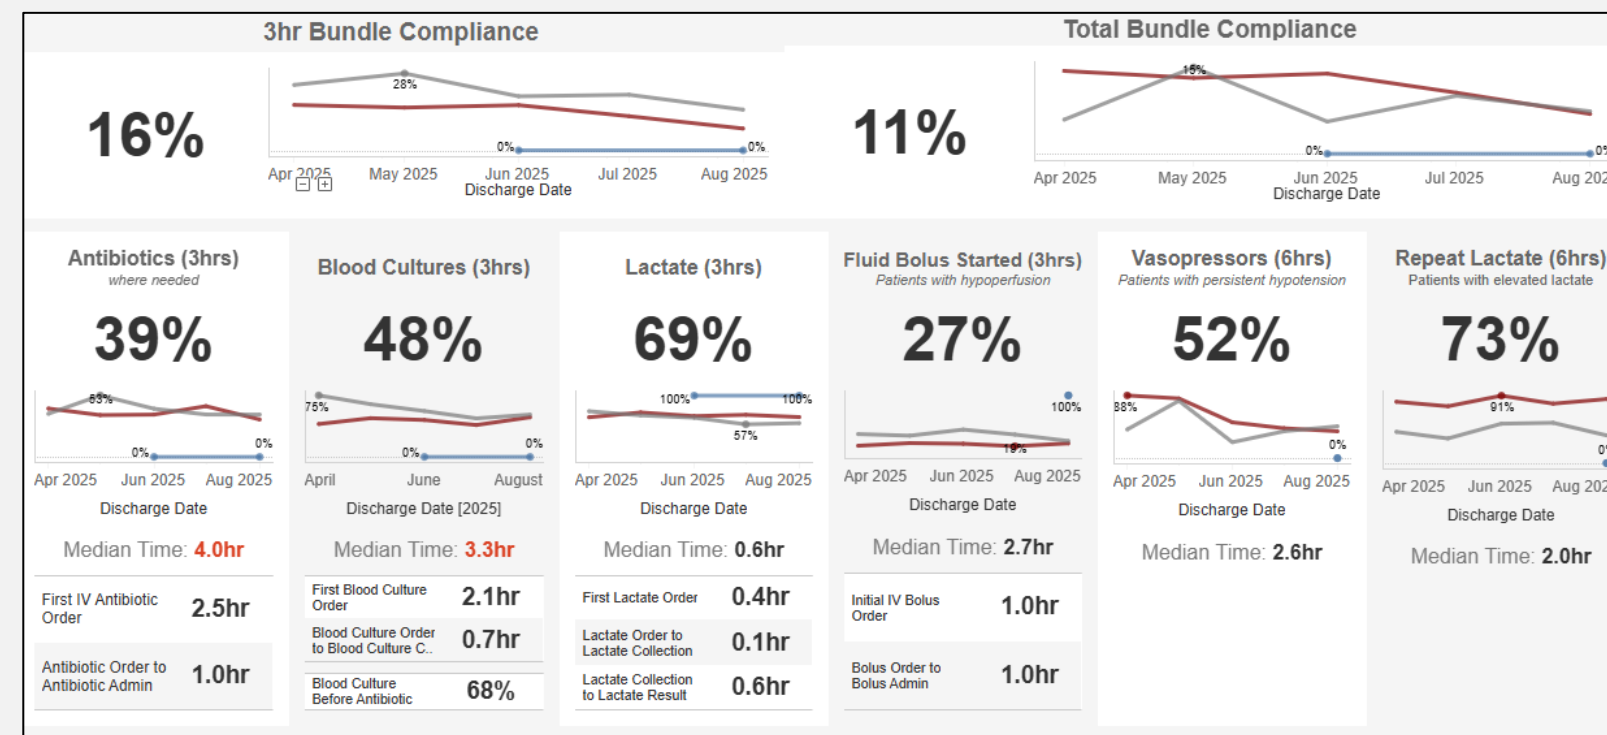 3hr Bundle Compliance
16%
28%
0%
0%
Apr 2025
May 2025
Jun 2025
Jul 2025
Aug 2025
Discharge Date
Total Bundle Compliance
11%
15%
0%
Apr 2025
May 2025
Jun 2025
Jul 2025
Aug
Discharge Date
Antibiotics (3hrs)
where needed
39%
53%
0%
0%
Apr 2025
Jun 2025
Aug 2025
Discharge Date
Median Time: 4.0hr
First IV Antibiotic
Order
2.5hr
Antibiotic Order to
Antibiotic Admin
1.0hr
Blood Cultures (3hrs)
48%
75%
0%
0%
April
June
August
Discharge Date [2025]
Median Time: 3.3hr
First Blood Culture
Order
2.1hr
Blood Culture Order
to Blood Culture C..
0.7hr
Blood Culture
Before Antibiotic
68%
Lactate (3hrs)
69%
100%
100%
57%
Apr 2025
Jun 2025
Aug 2025
Discharge Date
Median Time: 0.6hr
First Lactate Order
0.4hr
Lactate Order to
Lactate Collection
0.1hr
Lactate Collection
to Lactate Result
0.6hr
Fluid Bolus Started (3hrs)
Patients with hypoperfusion
27%
100%
Apr 2025
Jun 2025
Aug 2025
Discharge Date
Median Time: 2.7hr
Initial IV Bolus
Order
1.0hr
Bolus Order to
Bolus Admin
1.0hr
Vasopressors (6hrs)
Patients with persistent hypotension
52%
88%
0%
Apr 2025
Jun 2025
Aug 2025
Discharge Date
Median Time: 2.6hr
Repeat Lactate (6hrs)
Patients with elevated lactate
73%
91%
Apr 2025
Jun 2025
Aug
Discharge Date
Median Time: 2.0hr